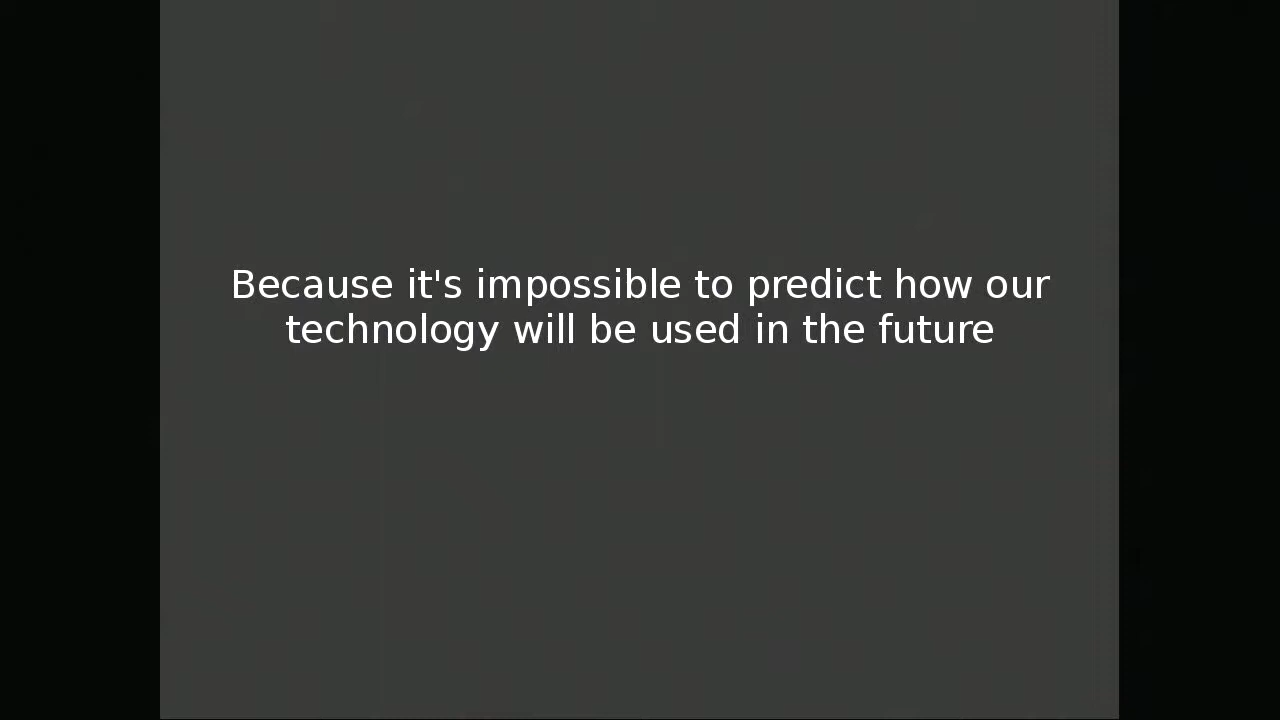 Because it's impossible to predict how our
technology will be used in the future